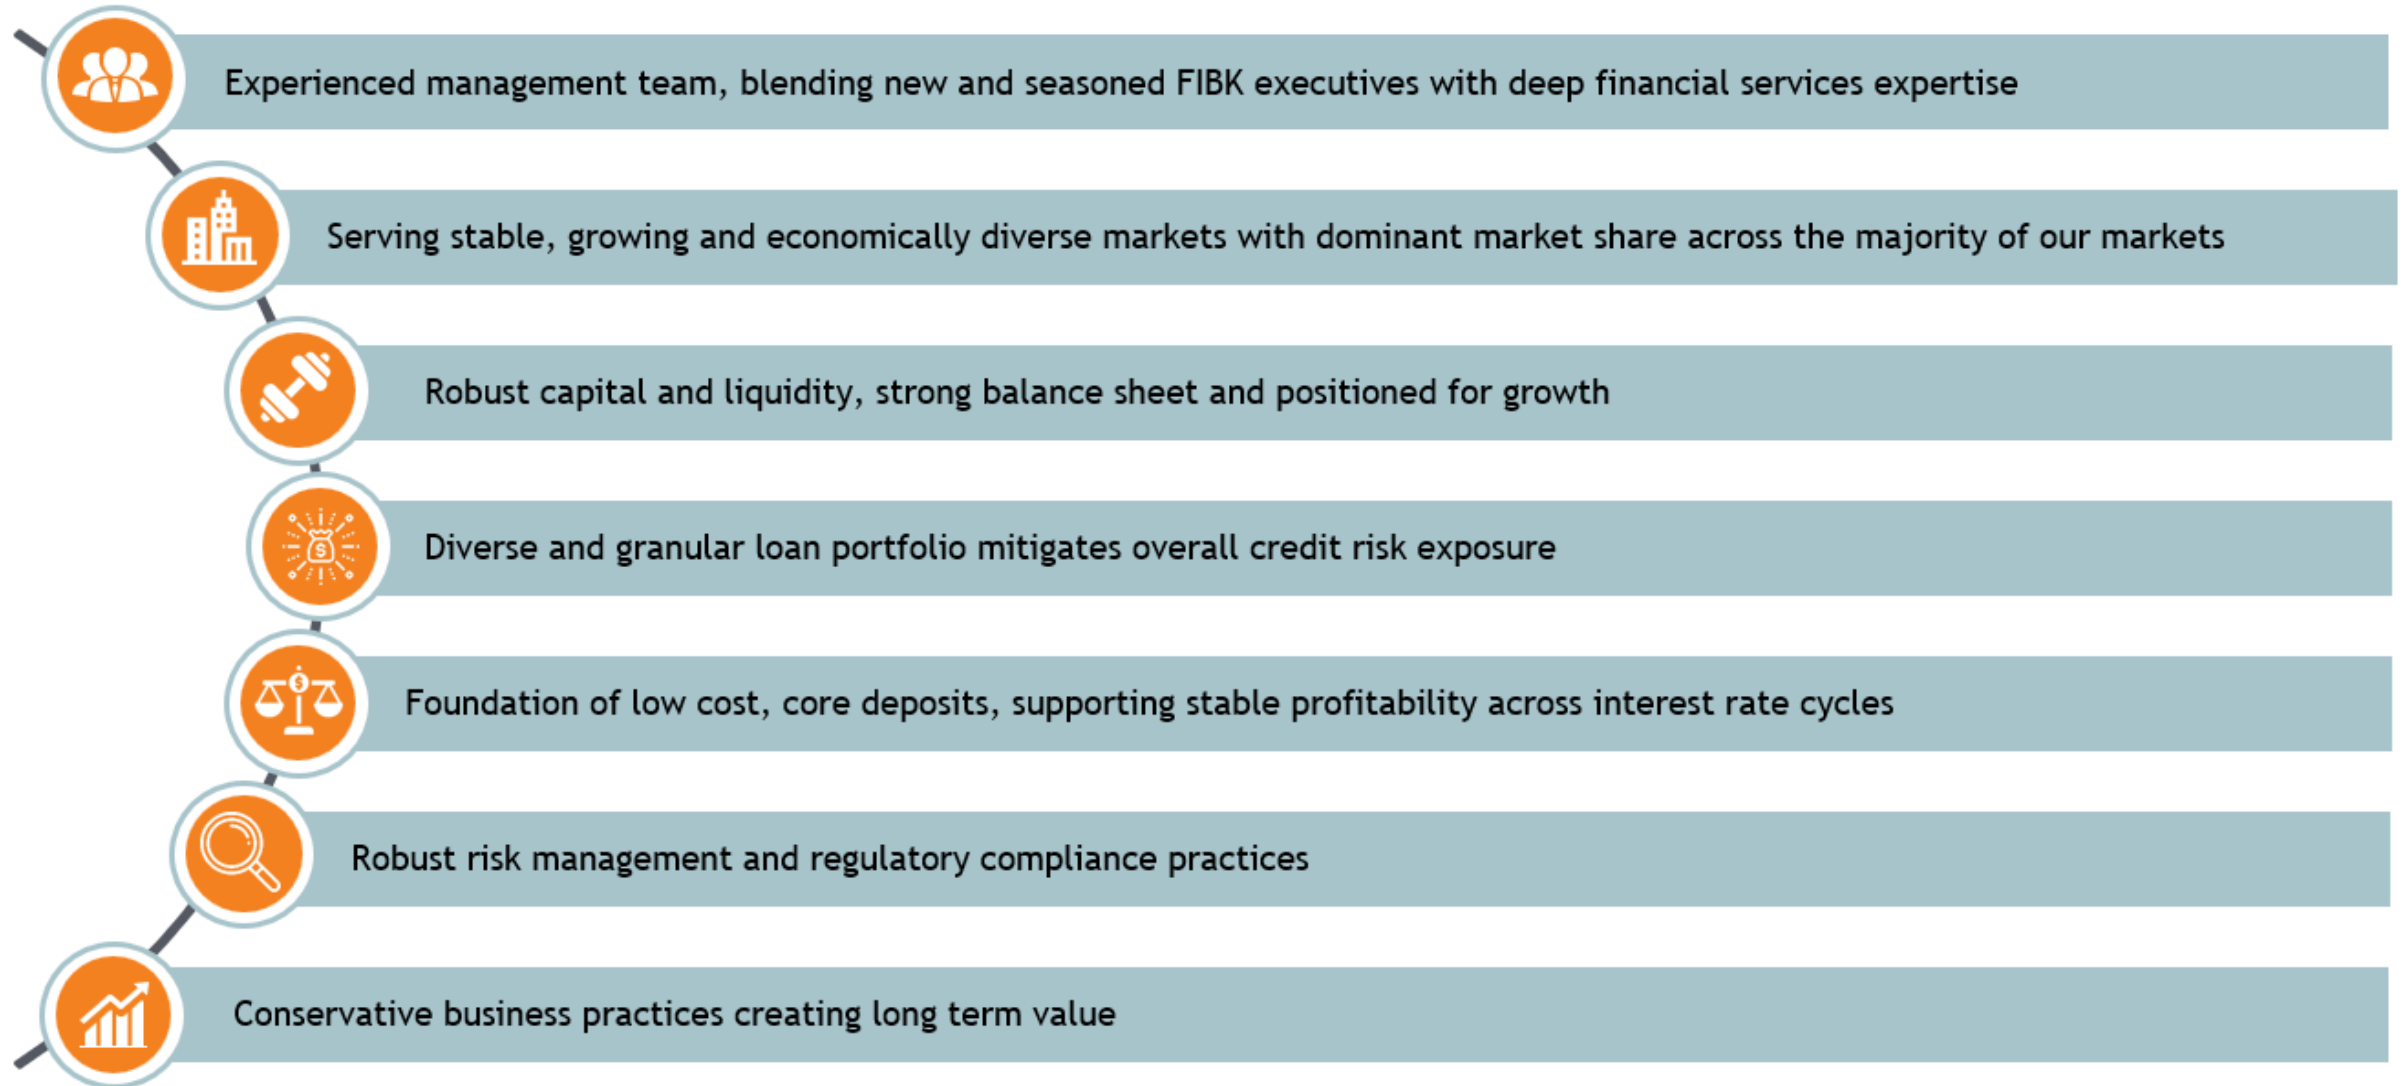 Experienced management team, blending new and seasoned FIBK executives with deep financial services expertise
Serving stable, growing and economically diverse markets with dominant market share across the majority of our markets
Robust capital and liquidity, strong balance sheet and positioned for growth
Diverse and granular loan portfolio mitigates overall credit risk exposure
$
$
Foundation of low cost, core deposits, supporting stable profitability across interest rate cycles
Robust risk management and regulatory compliance practices
Conservative business practices creating long term value